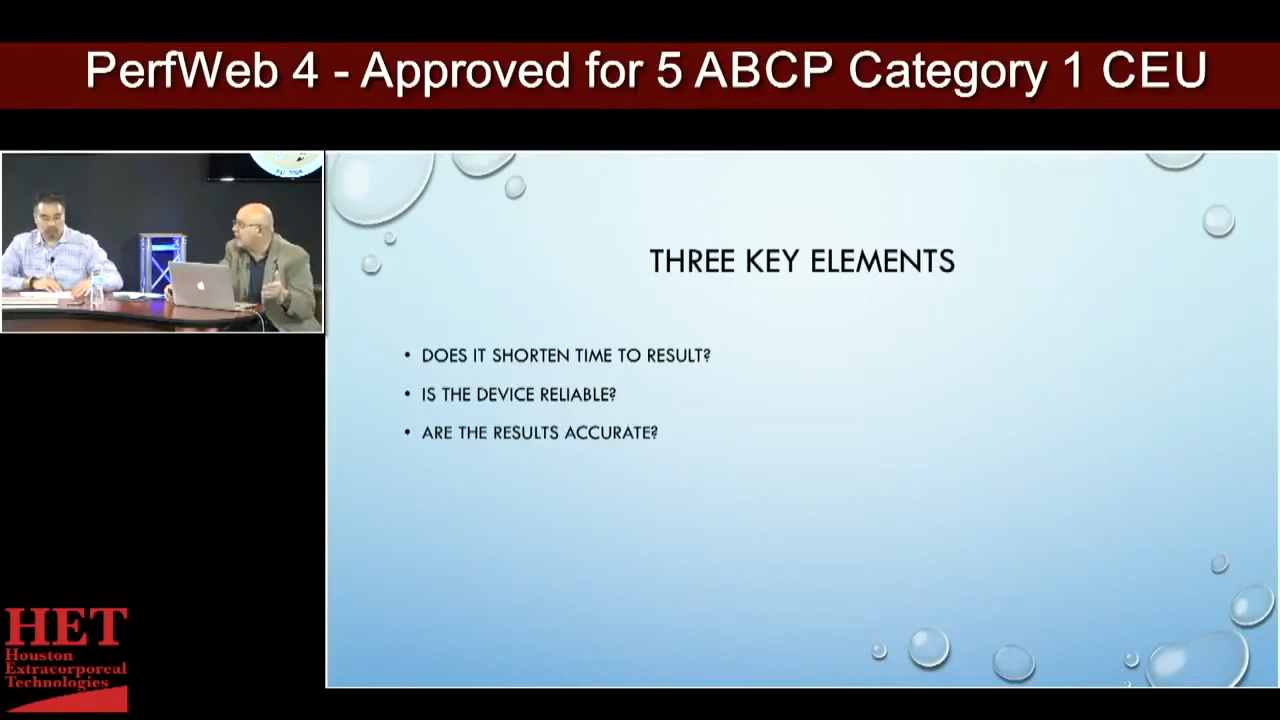 PerfWeb 4 - Approved for 5 ABCP Category 1 CEU
THREE KEY ELEMENTS
• DOES IT SHORTEN TIME TO RESULT?
• IS THE DEVICE RELIABLE?
• ARE THE RESULTS ACCURATE?
HET
Houston
Extracorporeal
Technologies